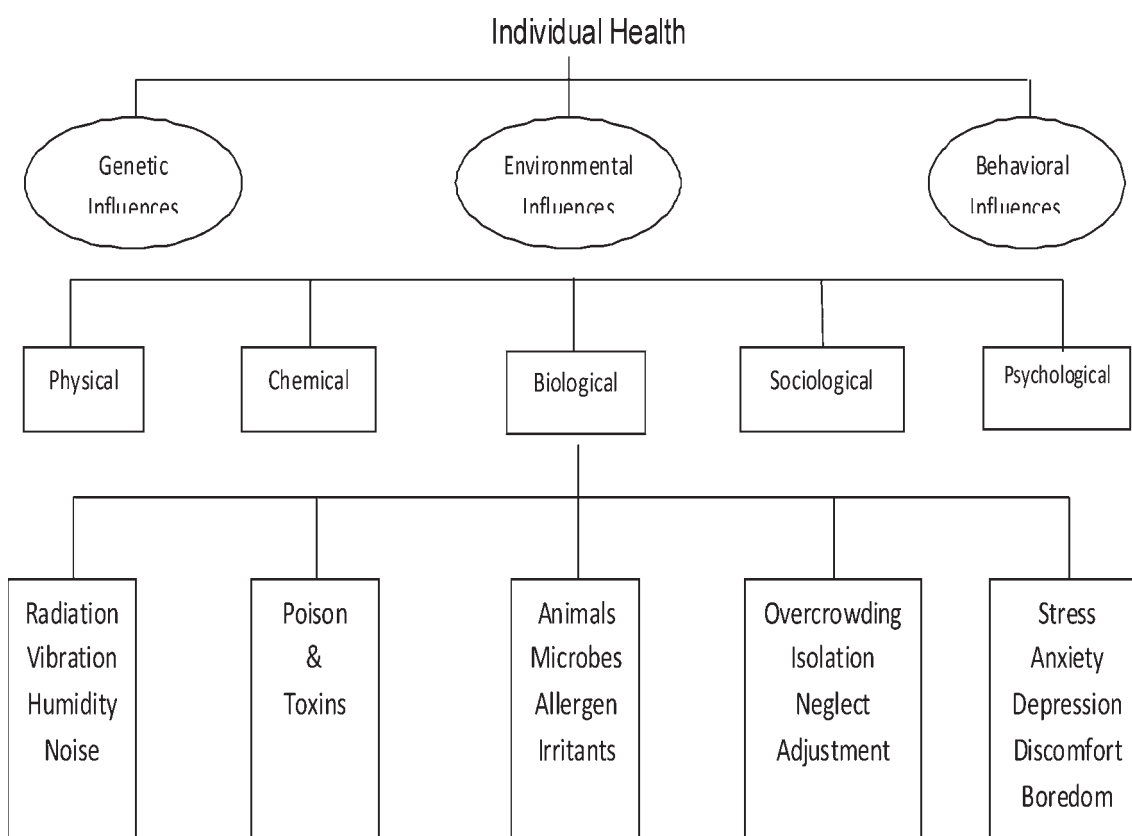 Individual Health
Genetic
Influences
Environmental
Influences
Behavioral
Influences
Physical
Chemical
Biological
Sociological
Psychological
Radiation
Vibration
Humidity
Noise
Poison
&
Toxins
Animals
Microbes
Allergen
Irritants
Overcrowding
Isolation
Neglect
Adjustment
Stress
Anxiety
Depression
Discomfort
Boredom